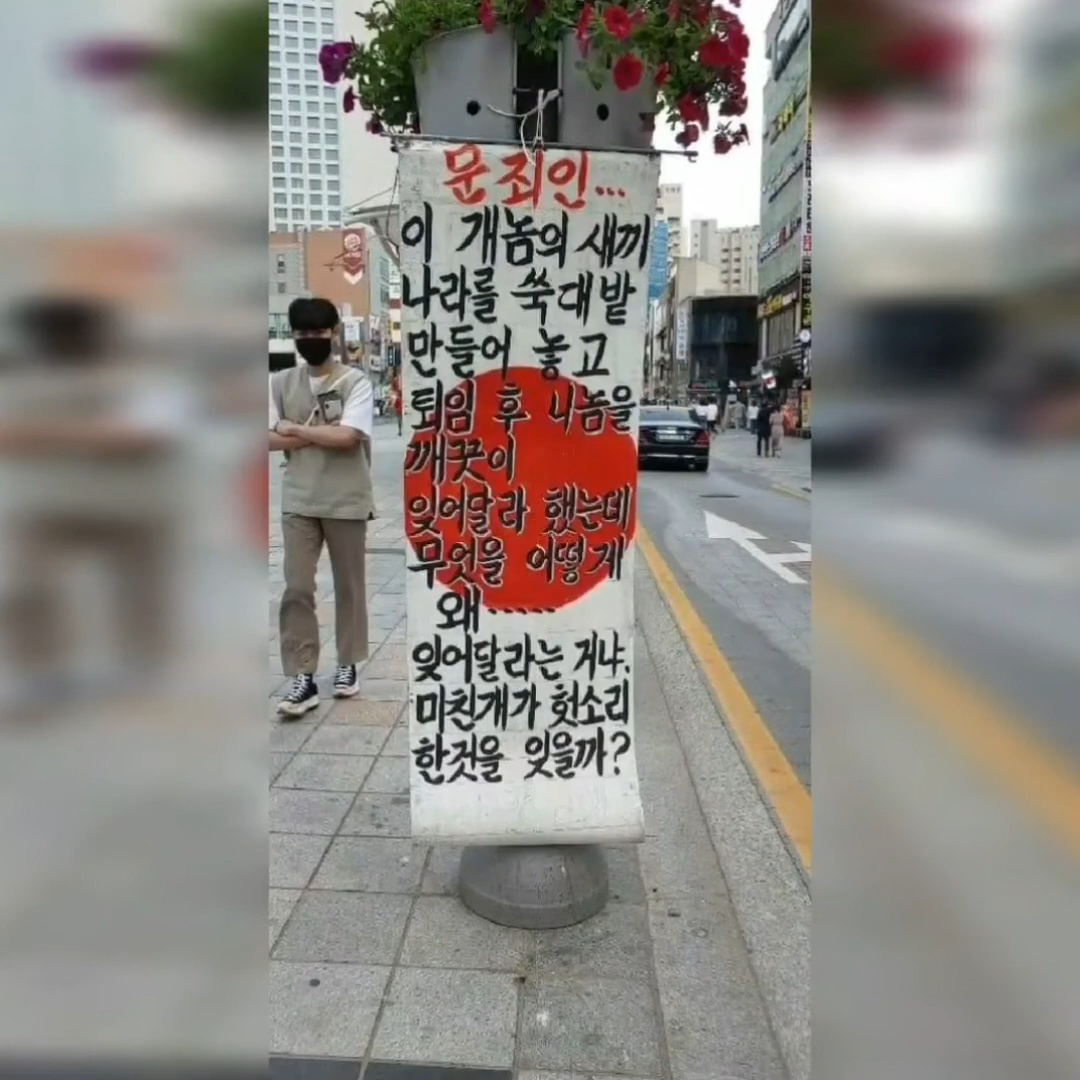 문죄인...
이 개놈의 새끼
나라를 쑥대밭
만들어 놓고
퇴임 후 니놈을
깨끗이
잊어달라 했는데
무엇을 어떻게
왜······
잊어달라는 거냐.
미친개가 헛소리
한것을 잊을까?